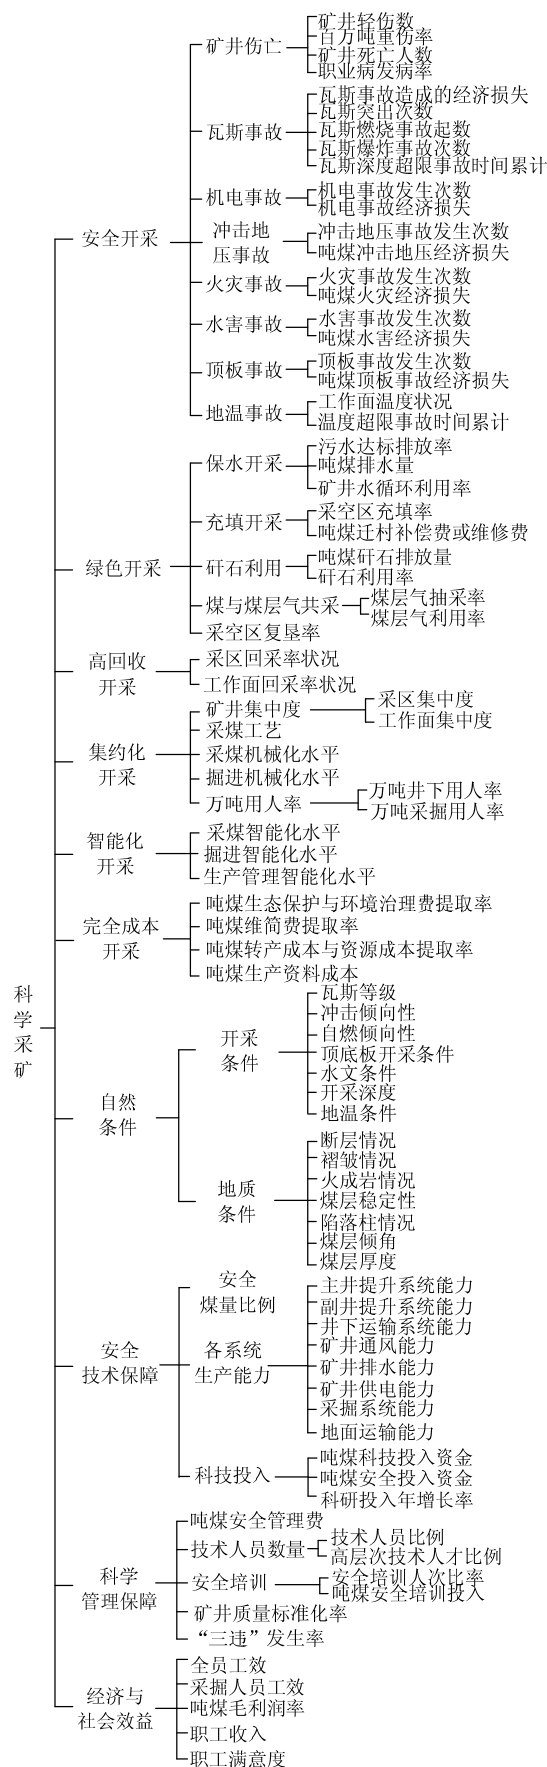 科学采矿
安全开采
矿井伤亡
矿井轻伤数
百万吨重伤率
矿井死亡人数
职业病发病率
瓦斯事故
瓦斯事故造成的经济损失
瓦斯突出次数
瓦斯燃烧事故起数
瓦斯爆炸事故次数
瓦斯深度超限事故时间累计
机电事故
机电事故发生次数
机电事故经济损失
冲击地
压事故
冲击地压事故发生次数
吨煤冲击地压经济损失
火灾事故
火灾事故发生次数
吨煤火灾经济损失
水害事故
水害事故发生次数
吨煤水害经济损失
顶板事故
顶板事故发生次数
吨煤顶板事故经济损失
地温事故
工作面温度状况
温度超限事故时间累计
绿色开采
保水开采
污水达标排放率
吨煤排水量
矿井水循环利用率
充填开采
采空区充填率
吨煤迁村补偿费或维修费
矸石利用
吨煤矸石排放量
矸石利用率
煤与煤层气共采
煤层气抽采率
煤层气利用率
采空区复垦率
高回收
开采
采区回采率状况
工作面回采率状况
集约化
开采
矿井集中度
采区集中度
工作面集中度
采煤工艺
采煤机械化水平
掘进机械化水平
万吨用人率
万吨井下用人率
万吨采掘用人率
智能化
开采
采煤智能化水平
掘进智能化水平
生产管理智能化水平
完全成本
开采
吨煤生态保护与环境治理费提取率
吨煤维简费提取率
吨煤转产成本与资源成本提取率
吨煤生产资料成本
自然
条件
开采
条件
瓦斯等级
冲击倾向性
自燃倾向性
顶底板开采条件
水文条件
开采深度
地温条件
地质
条件
断层情况
褶皱情况
火成岩情况
煤层稳定性
陷落柱情况
煤层倾角
煤层厚度
安全
技术保障
安全
煤量比例
各系统
生产能力
主井提升系统能力
副井提升系统能力
井下运输系统能力
矿井通风能力
矿井排水能力
矿井供电能力
采掘系统能力
地面运输能力
科技投入
吨煤科技投入资金
吨煤安全投入资金
科研投入年增长率
科学
管理保障
吨煤安全管理费
技术人员数量
技术人员比例
高层次技术人才比例
安全培训
安全培训人次比率
吨煤安全培训投入
矿井质量标准化率
“三违”发生率
经济与
社会效益
全员工效
采掘人员工效
吨煤毛利润率
职工收入
职工满意度